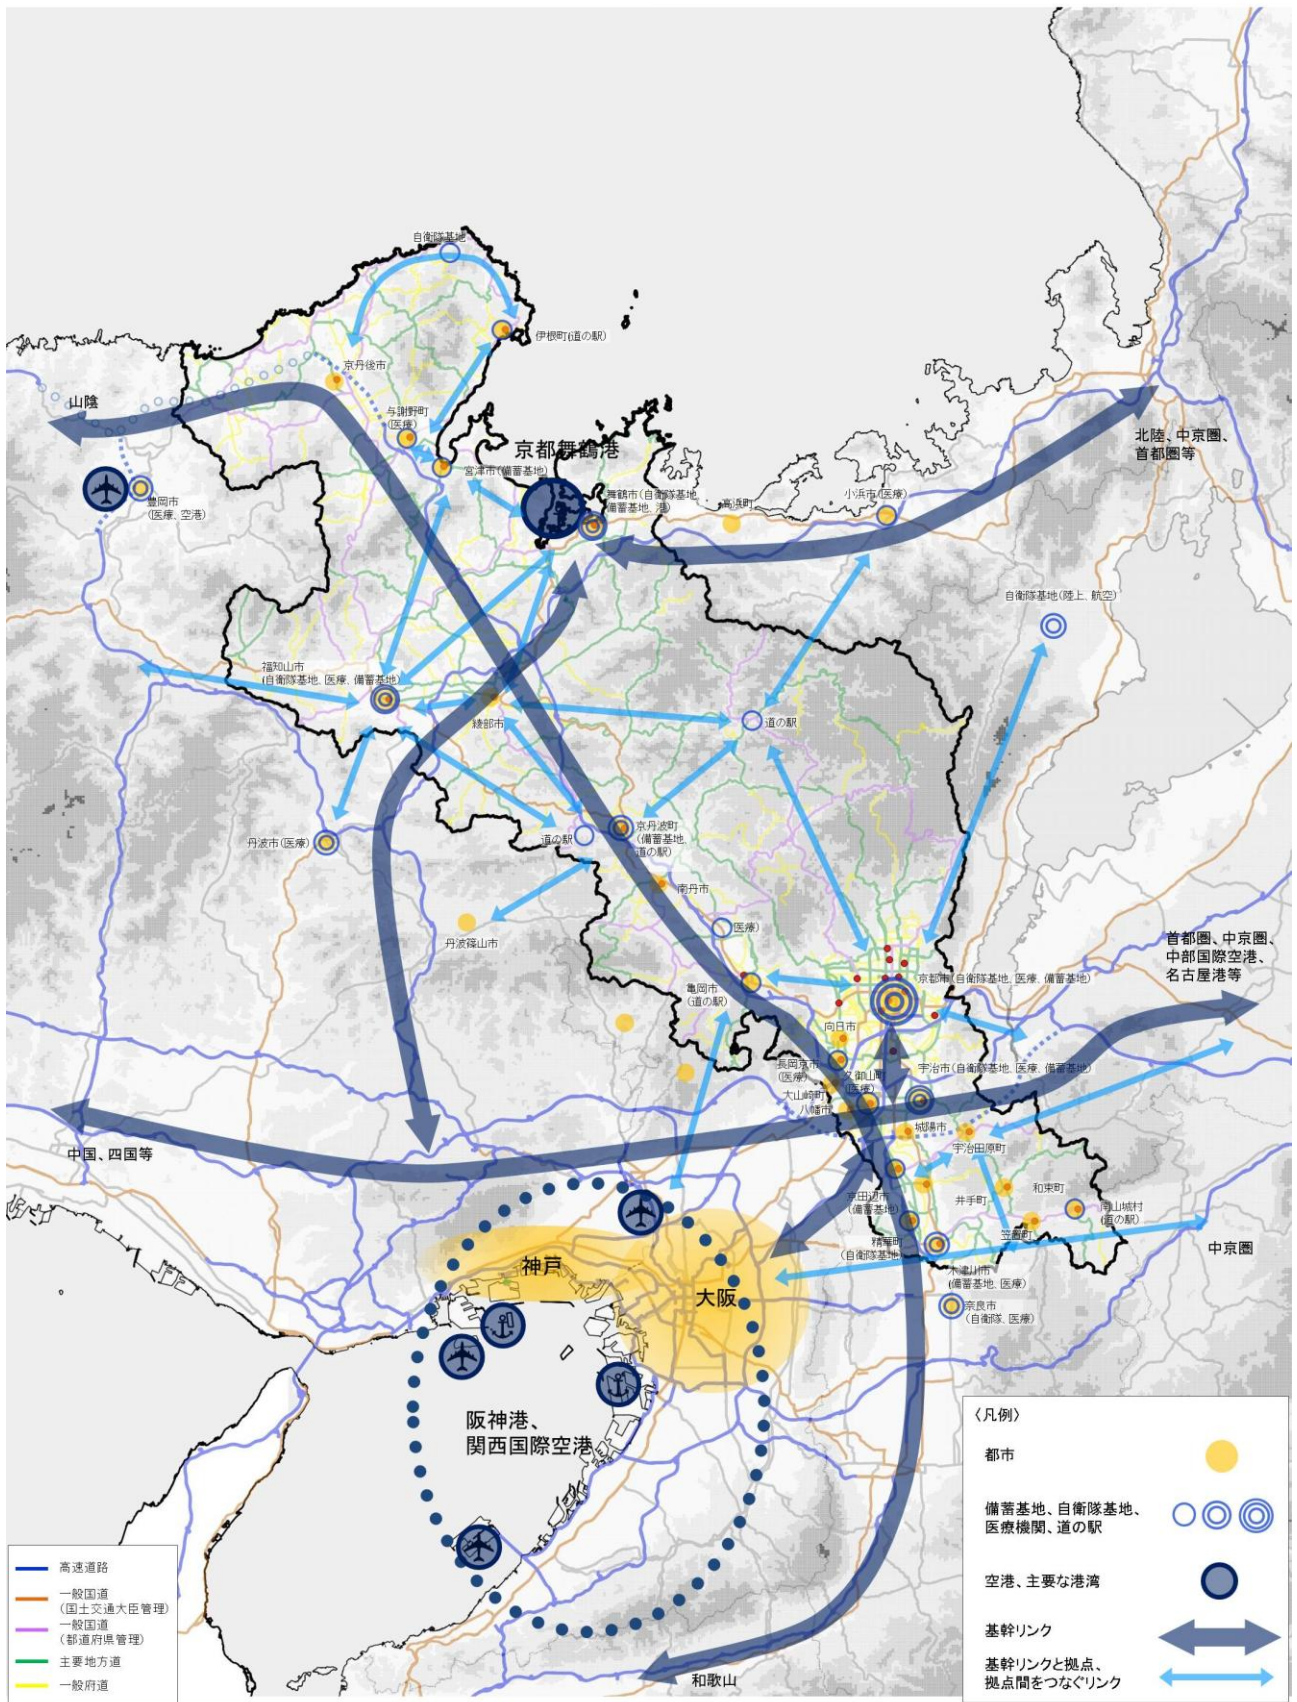 自衛隊基地
伊根町(道の駅)
京丹後市
山陰
与謝野町
(医療)
京都舞鶴港
宮津市(備蓄基地)
舞鶴市(自衛隊基地
備蓄基地、港)
高浜町
小浜市(医療)
北陸、中京圏、
首都圏等
豊岡市
(医療、空港)
自衛隊基地(陸上、航空)
福知山市
(自衛隊基地、医療、備蓄基地)
綾部市
道の駅
丹波市(医療)
道の駅
京丹波町
(備蓄基地、
道の駅)
南丹市
丹波篠山市
(医療)
首都圏、中京圏、
中部国際空港、
名古屋港等
亀岡市
(道の駅)
京都市(自衛隊基地、医療、備蓄基地)
向日市
長岡京市
(医療)
久御山町
(医療)
宇治市(自衛隊基地、医療、備蓄基地)
大山崎町
八幡市
城陽市
宇治田原町
中国、四国等
京田辺市
(備蓄基地)
井手町
和束町
南山城村
(道の駅)
笠置町
精華町
(自衛隊基地)
木津川市
(備蓄基地、医療)
中京圏
神戸
大阪
奈良市
(自衛隊、医療)
阪神港、
関西国際空港
和歌山
〈凡例〉
都市
備蓄基地、自衛隊基地、
医療機関、道の駅
空港、主要な港湾
基幹リンク
基幹リンクと拠点、
拠点間をつなぐリンク
高速道路
一般国道
(国土交通大臣管理)
一般国道
(都道府県管理)
主要地方道
一般府道